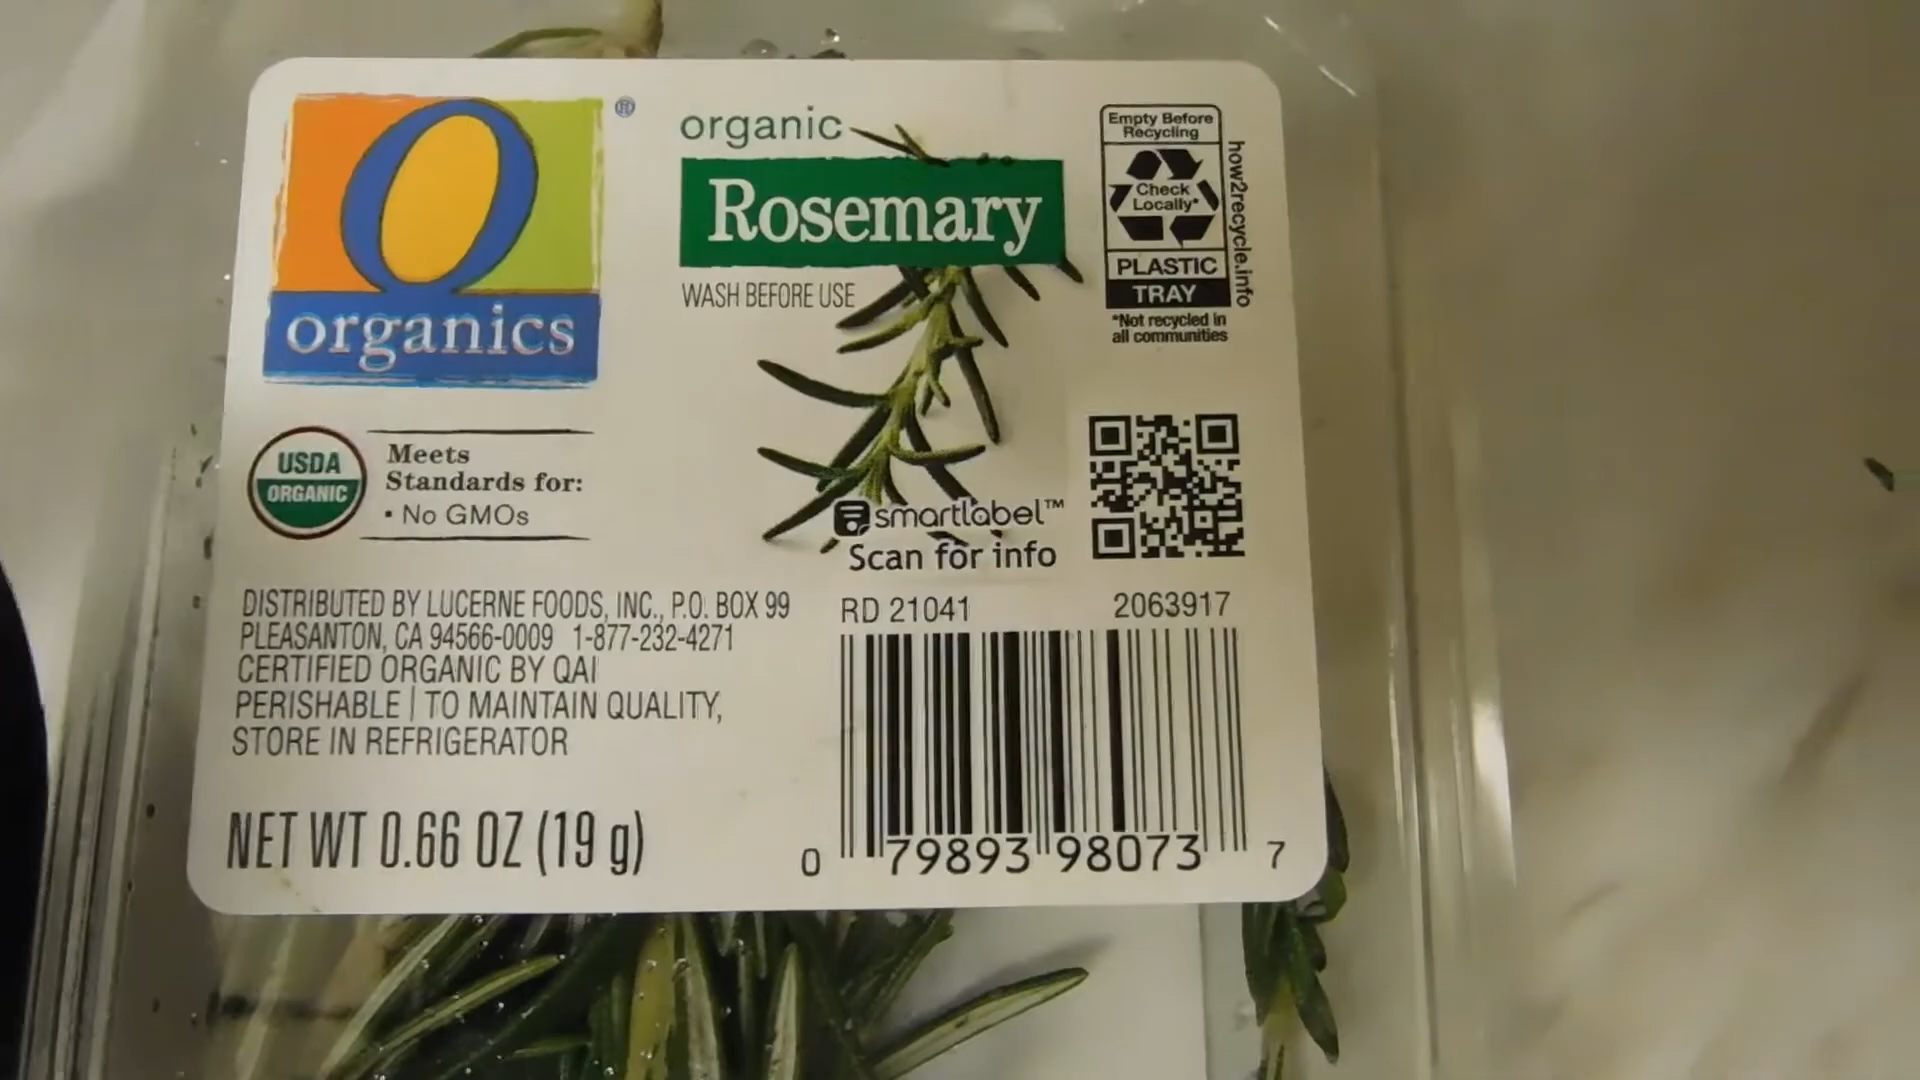 O
organics®
organic
Rosemary
WASH BEFORE USE
Empty Before
Recycling
Check
Locally*
PLASTIC
TRAY
*Not recycled in
all communities
how2recycle.info
USDA
ORGANIC
Meets
Standards for:
• No GMOs
smartlabel™
Scan for info
DISTRIBUTED BY LUCERNE FOODS, INC., P.O. BOX 99
PLEASANTON, CA 94566-0009 1-877-232-4271
CERTIFIED ORGANIC BY QAI
PERISHABLE | TO MAINTAIN QUALITY,
STORE IN REFRIGERATOR
NET WT 0.66 OZ (19 g)
RD 21041 2063917
0 79893 98073 7